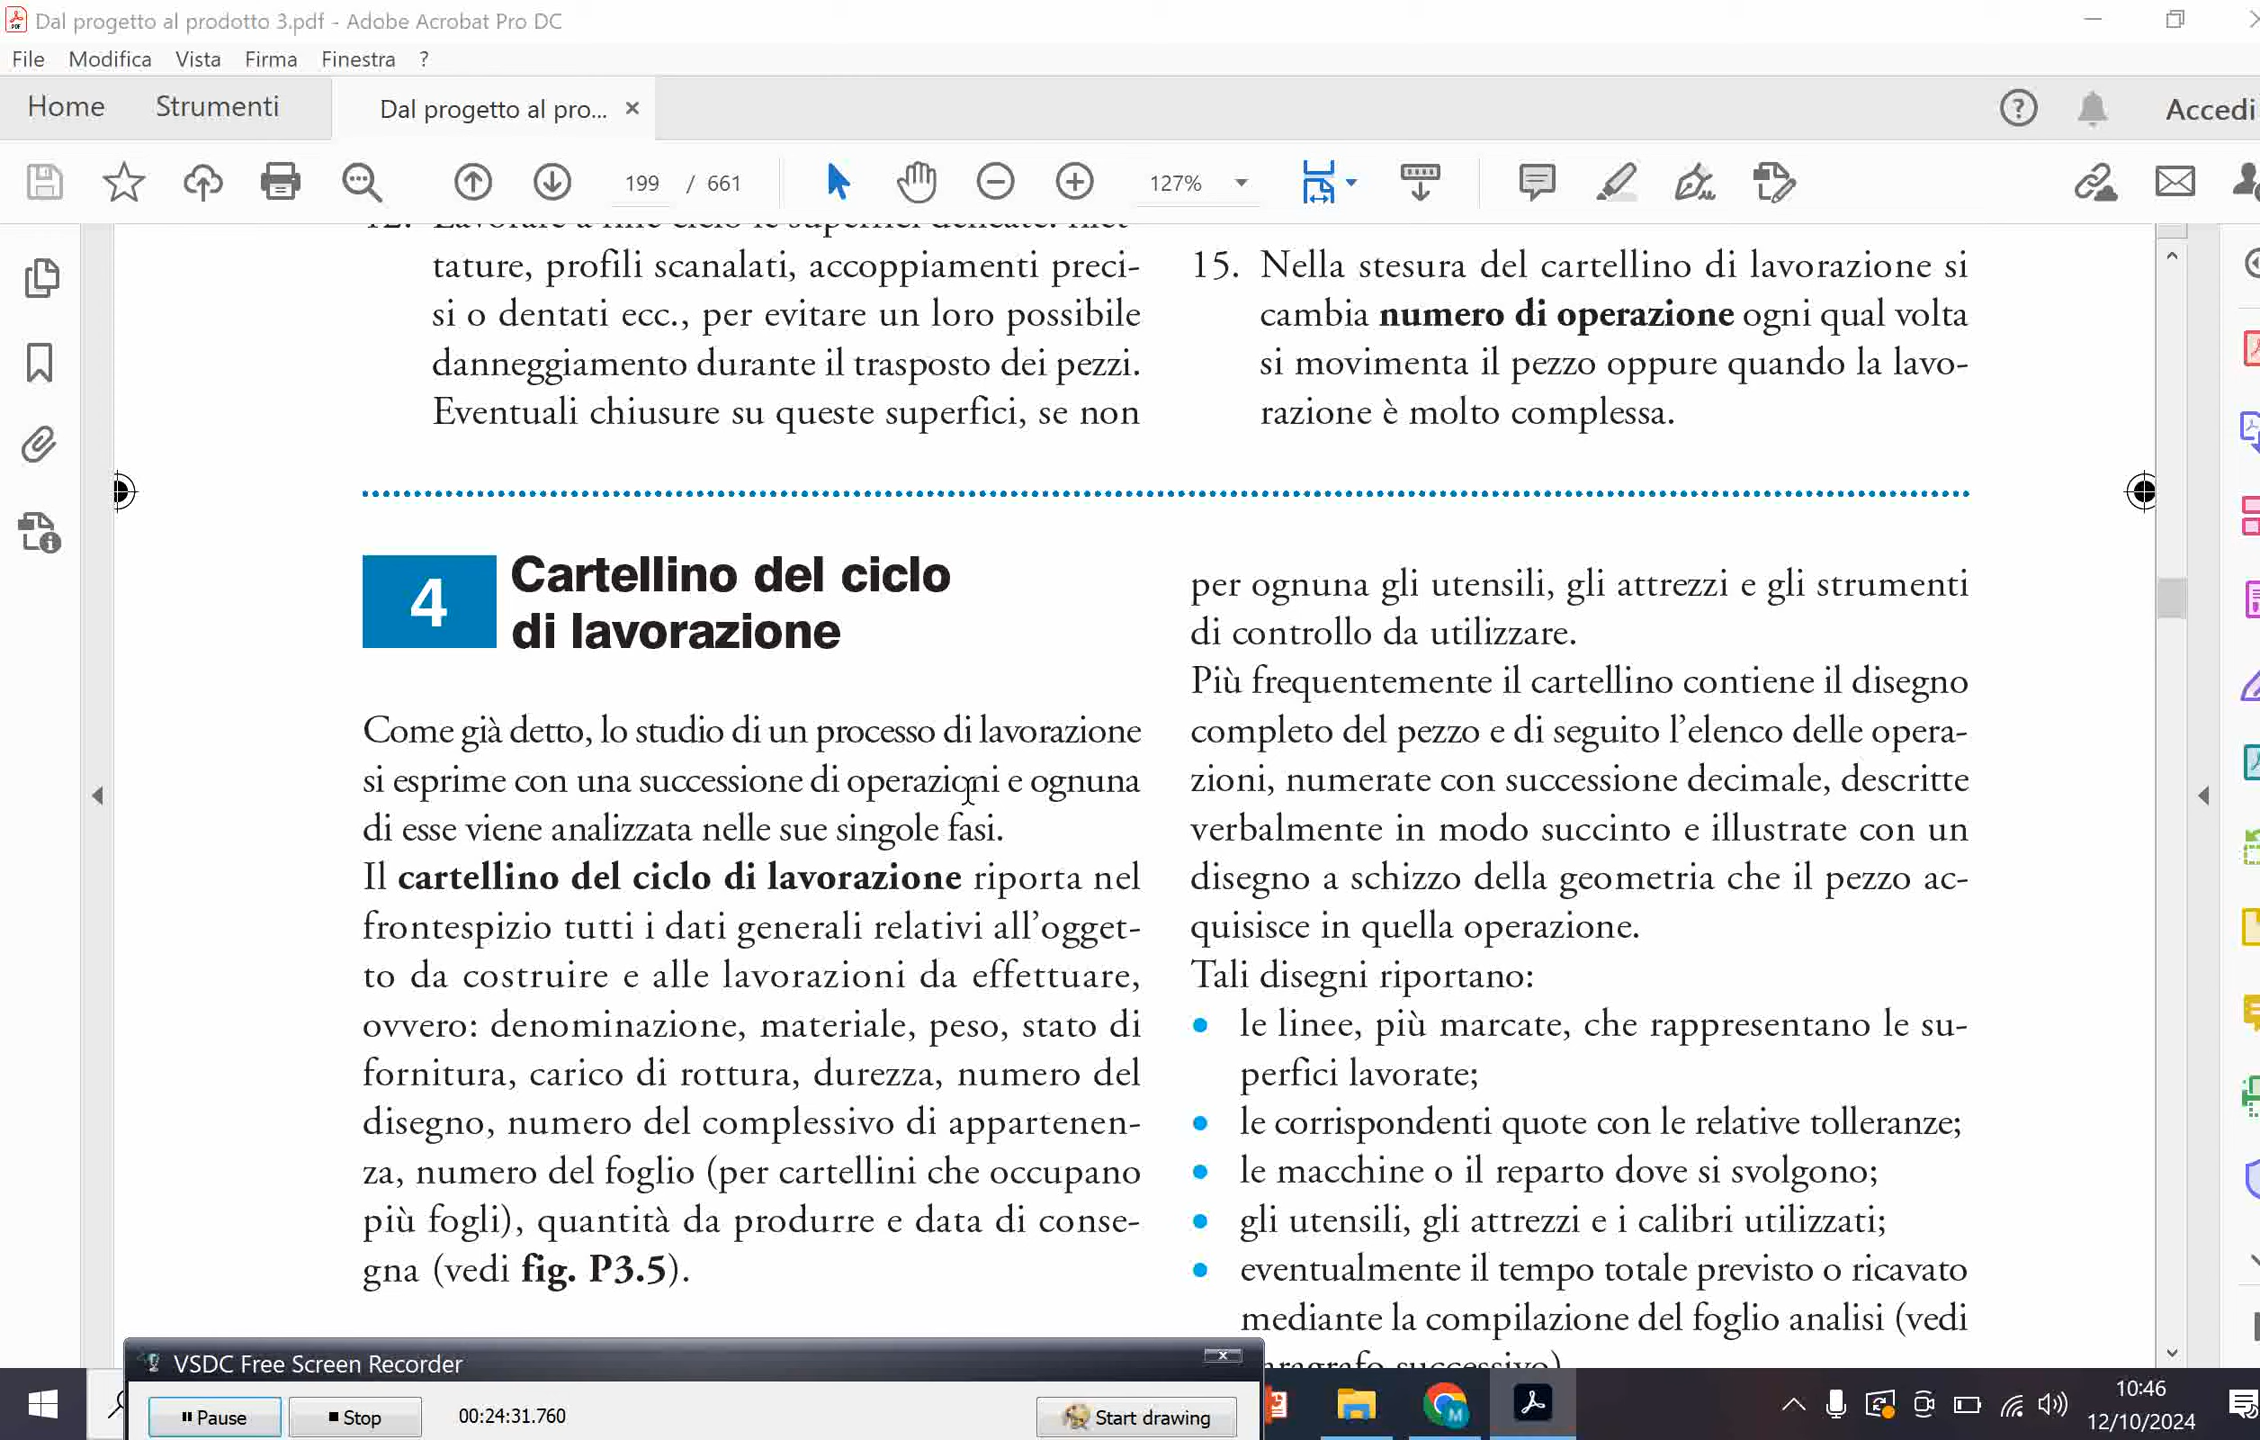 Dal progetto al prodotto 3.pdf - Adobe Acrobat Pro DC
File Modifica Vista Firma Finestra ?
Home Strumenti Dal progetto al pro... Accedi
199 / 661 127%
12. Lavorare a fine ciclo le superfici delicate: filet-
tature, profili scanalati, accoppiamenti preci-
si o dentati ecc., per evitare un loro possibile
danneggiamento durante il trasposto dei pezzi.
Eventuali chiusure su queste superfici, se non
15. Nella stesura del cartellino di lavorazione si
cambia numero di operazione ogni qual volta
si movimenta il pezzo oppure quando la lavo-
razione è molto complessa.
4 Cartellino del ciclo
di lavorazione
Come già detto, lo studio di un processo di lavorazione
si esprime con una successione di operazioni e ognuna
di esse viene analizzata nelle sue singole fasi.
Il cartellino del ciclo di lavorazione riporta nel
frontespizio tutti i dati generali relativi all'ogget-
to da costruire e alle lavorazioni da effettuare,
ovvero: denominazione, materiale, peso, stato di
fornitura, carico di rottura, durezza, numero del
disegno, numero del complessivo di appartenen-
za, numero del foglio (per cartellini che occupano
più fogli), quantità da produrre e data di conse-
gna (vedi fig. P3.5).
per ognuna gli utensili, gli attrezzi e gli strumenti
di controllo da utilizzare.
Più frequentemente il cartellino contiene il disegno
completo del pezzo e di seguito l'elenco delle opera-
zioni, numerate con successione decimale, descritte
verbalmente in modo succinto e illustrate con un
disegno a schizzo della geometria che il pezzo ac-
quisisce in quella operazione.
Tali disegni riportano:
• le linee, più marcate, che rappresentano le su-
perfici lavorate;
• le corrispondenti quote con le relative tolleranze;
• le macchine o il reparto dove si svolgono;
• gli utensili, gli attrezzi e i calibri utilizzati;
• eventualmente il tempo totale previsto o ricavato
mediante la compilazione del foglio analisi (vedi
paragrafo successivo)
VSDC Free Screen Recorder
Pause Stop 00:24:31.760 Start drawing
10:46
12/10/2024